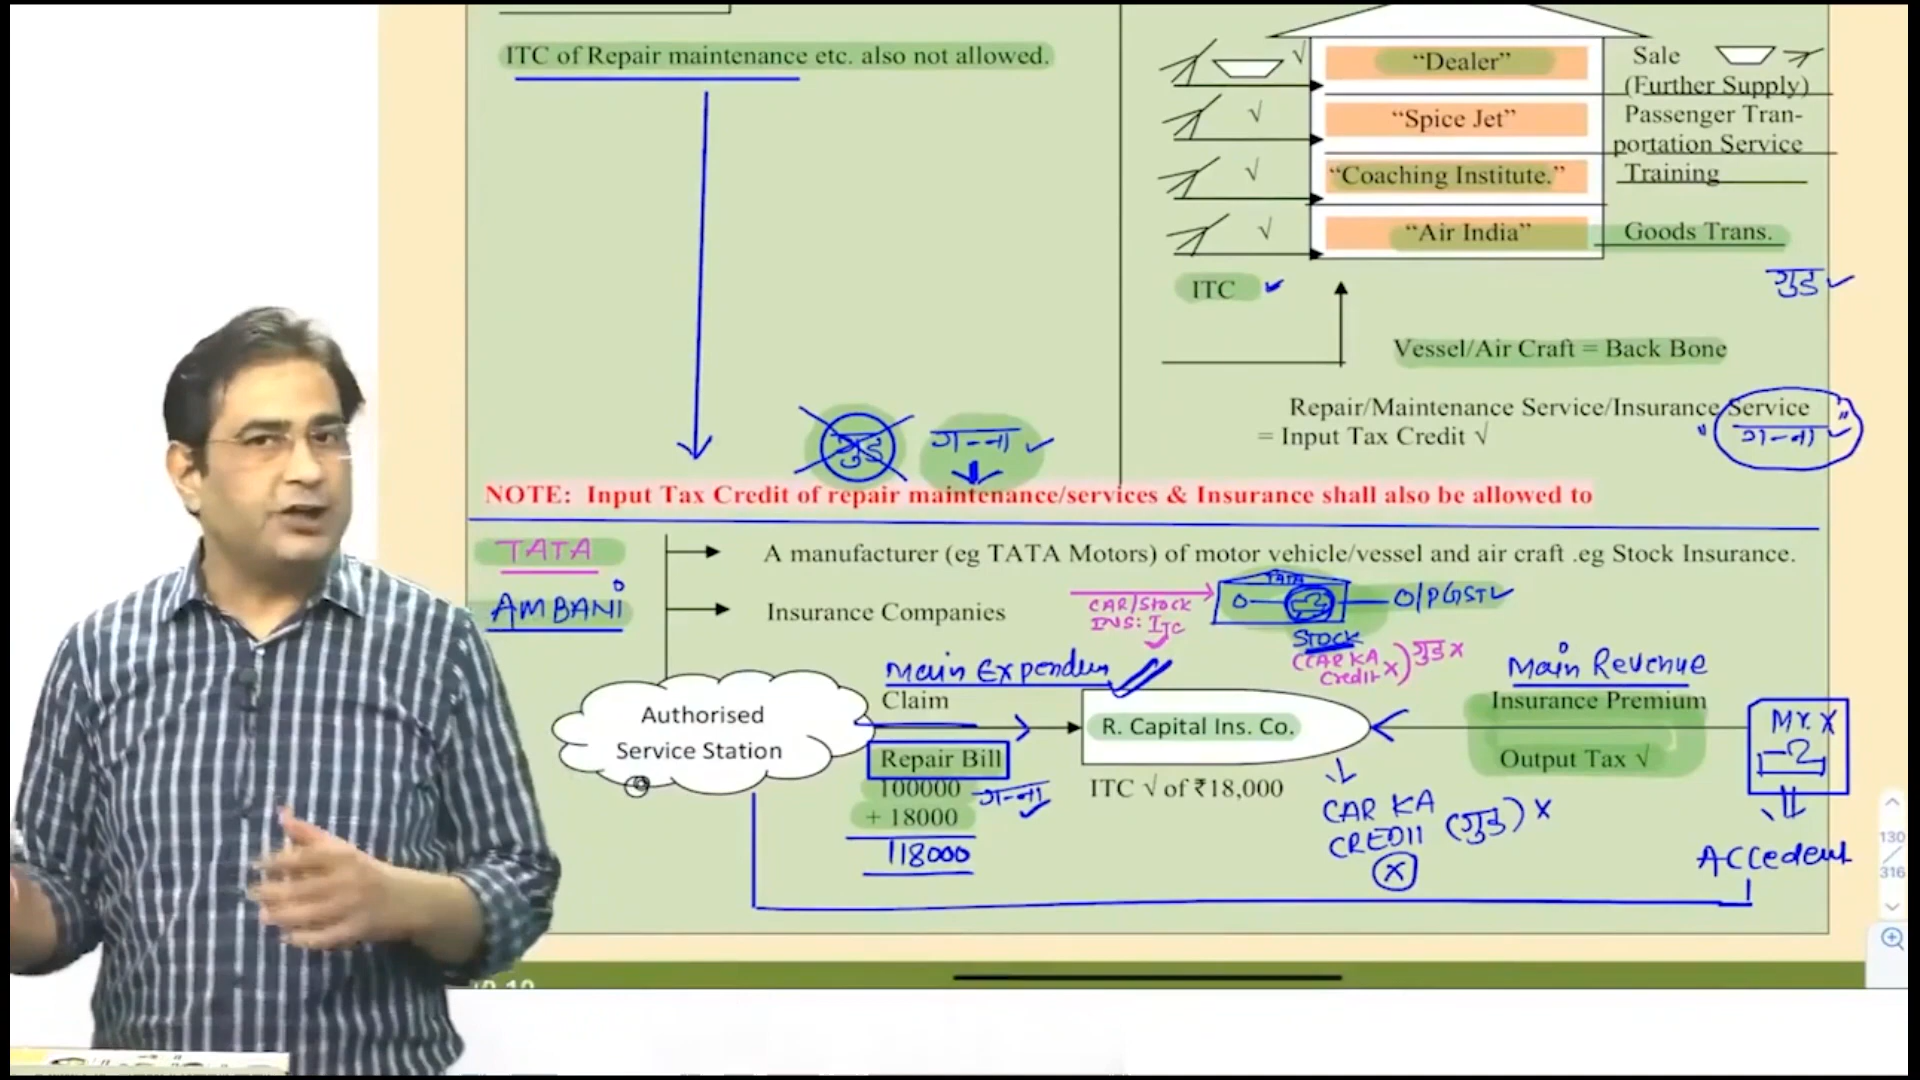 ITC of Repair maintenance etc. also not allowed.
√ “Dealer” Sale
(Further Supply)
√ “Spice Jet” Passenger Tran-
portation Service
√ “Coaching Institute.” Training
√ “Air India” Goods Trans.
ITC
गुड
Vessel/Air Craft = Back Bone
Repair/Maintenance Service/Insurance Service
= Input Tax Credit √
गन्ना
गुड गन्ना
NOTE: Input Tax Credit of repair maintenance/services & Insurance shall also be allowed to
TATA
A manufacturer (eg TATA Motors) of motor vehicle/vessel and air craft .eg Stock Insurance.
AMBANI
Insurance Companies
CAR/Stock
INS: ITC
TATA
O/PGST
STOCK
(CAR KA
Credit X) गुड X
Main Expenditure
Claim
Main Revenue
Insurance Premium
Output Tax √
Authorised
Service Station
R. Capital Ins. Co.
Mr. X
Repair Bill
100000
गन्ना
+ 18000
118000
ITC √ of ₹18,000
CAR KA
CREDIT (गुड) X
X
Accedent
130
/
316